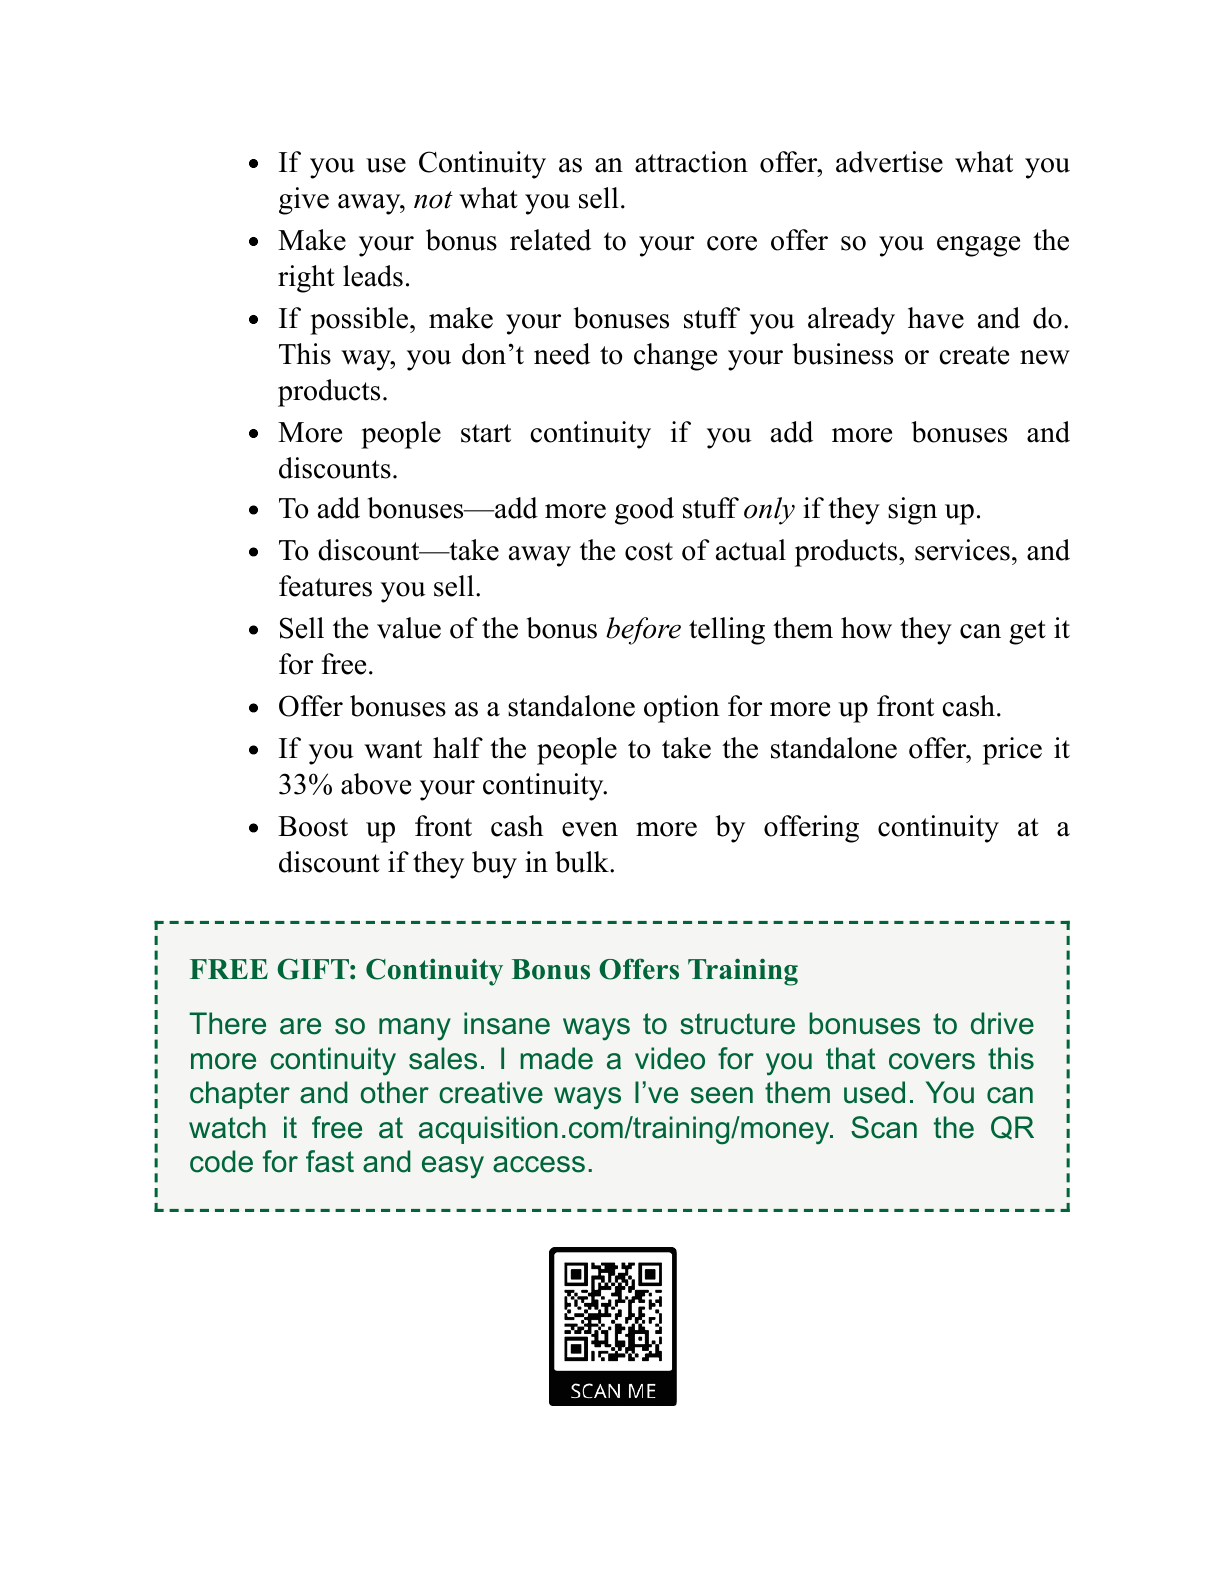 • If you use Continuity as an attraction offer, advertise what you
give away, not what you sell.
• Make your bonus related to your core offer so you engage the
right leads.
• If possible, make your bonuses stuff you already have and do.
This way, you don’t need to change your business or create new
products.
• More people start continuity if you add more bonuses and
discounts.
• To add bonuses—add more good stuff only if they sign up.
• To discount—take away the cost of actual products, services, and
features you sell.
• Sell the value of the bonus before telling them how they can get it
for free.
• Offer bonuses as a standalone option for more up front cash.
• If you want half the people to take the standalone offer, price it
33% above your continuity.
• Boost up front cash even more by offering continuity at a
discount if they buy in bulk.
FREE GIFT: Continuity Bonus Offers Training
There are so many insane ways to structure bonuses to drive
more continuity sales. I made a video for you that covers this
chapter and other creative ways I’ve seen them used. You can
watch it free at acquisition.com/training/money. Scan the QR
code for fast and easy access.
SCAN ME